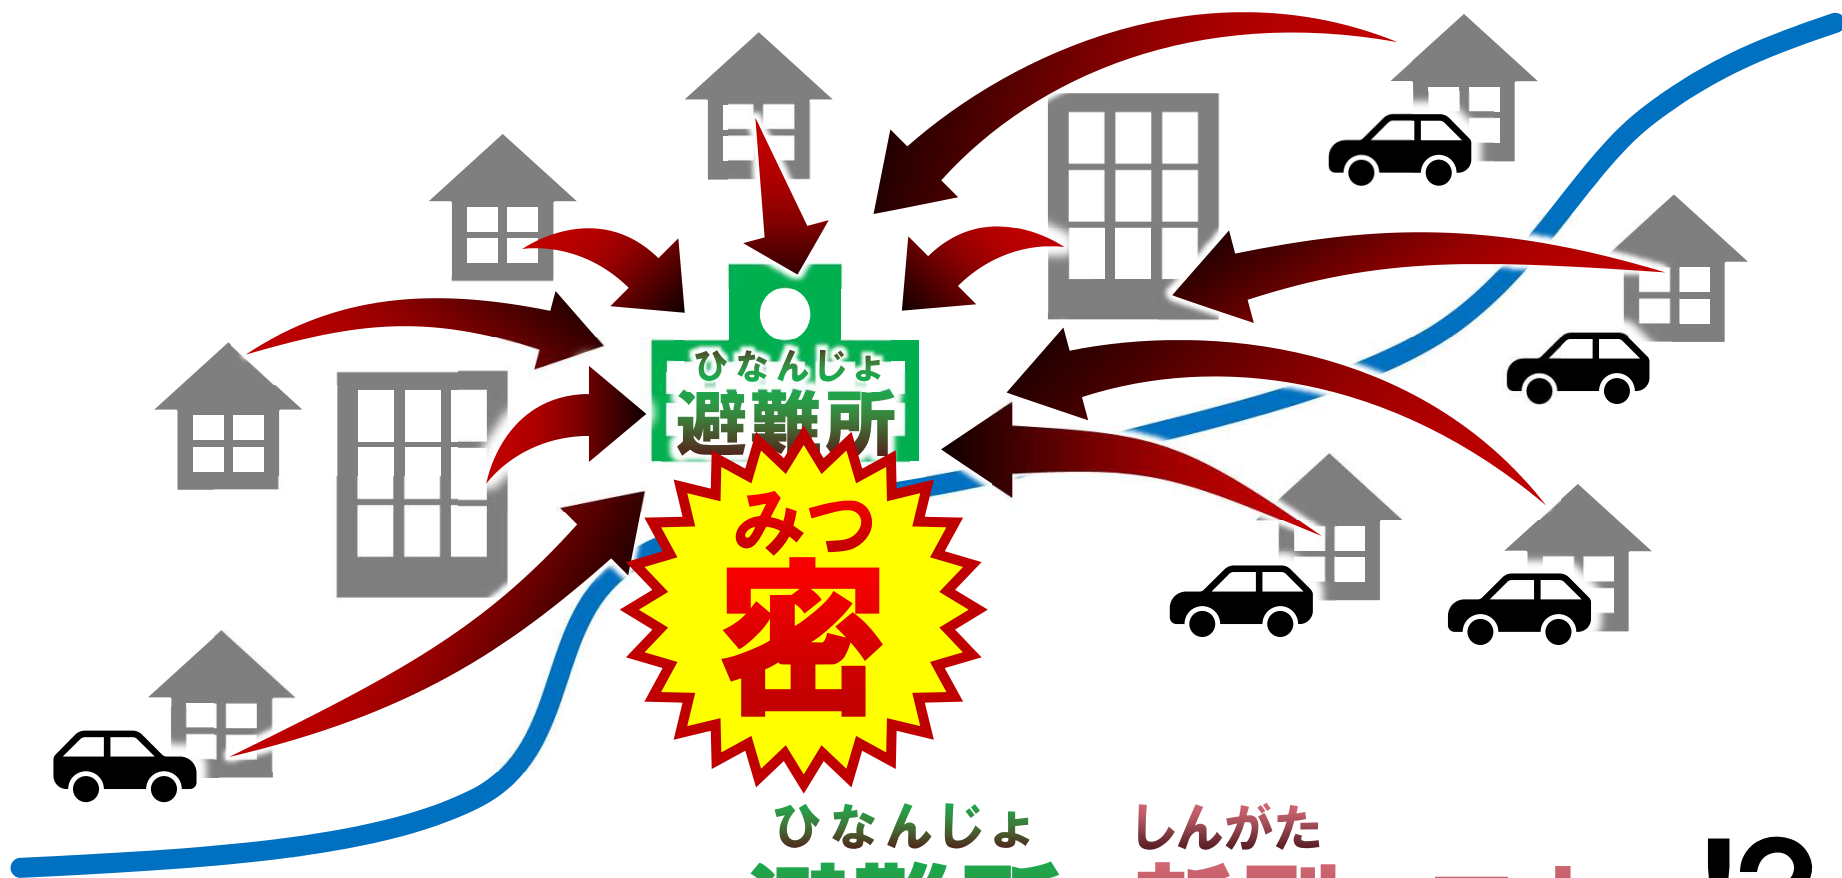 ひなんじょ
避難所
みつ
密
ひなんじょ しんがた
!?